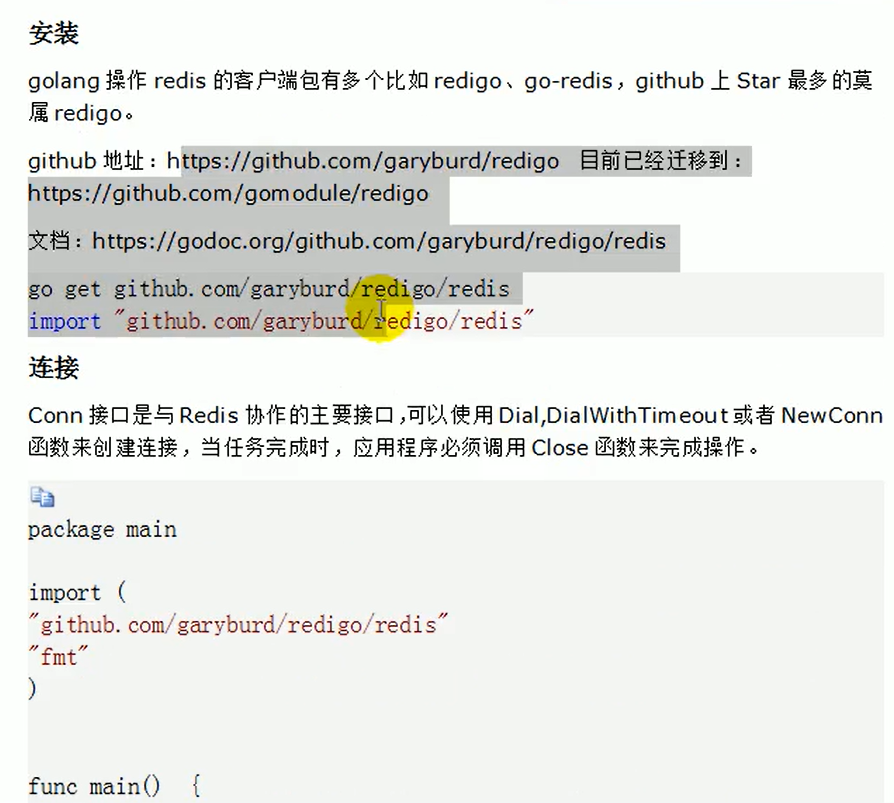 安装
golang 操作 redis 的客户端包有多个比如 redigo、go-redis，github 上 Star 最多的莫
属 redigo。
github 地址：https://github.com/garyburd/redigo 目前已经迁移到：
https://github.com/gomodule/redigo
文档：https://godoc.org/github.com/garyburd/redigo/redis
go get github.com/garyburd/redigo/redis
import "github.com/garyburd/redigo/redis"
连接
Conn 接口是与 Redis 协作的主要接口,可以使用 Dial,DialWithTimeout 或者 NewConn
函数来创建连接，当任务完成时，应用程序必须调用 Close 函数来完成操作。
package main
import (
"github.com/garyburd/redigo/redis"
"fmt"
)
func main() {